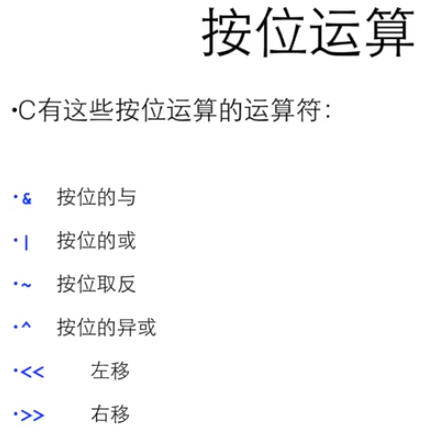 按位运算
·C有这些按位运算的运算符：
·& 按位的与
·| 按位的或
·~ 按位取反
·^ 按位的异或
·<< 左移
·>> 右移